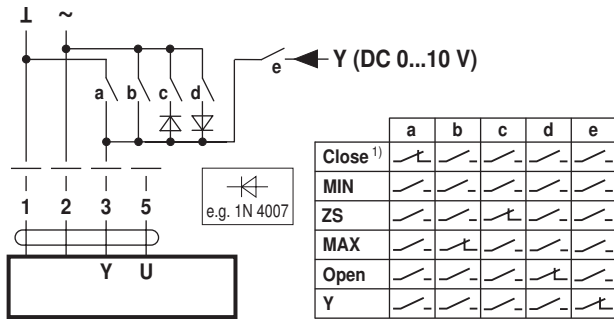 ⊥ ~
Y (DC 0...10 V)
e
a b c d
a b c d e
Close 1)
MIN
ZS
MAX
Open
Y
e.g. 1N 4007
1 2 3 5
Y U